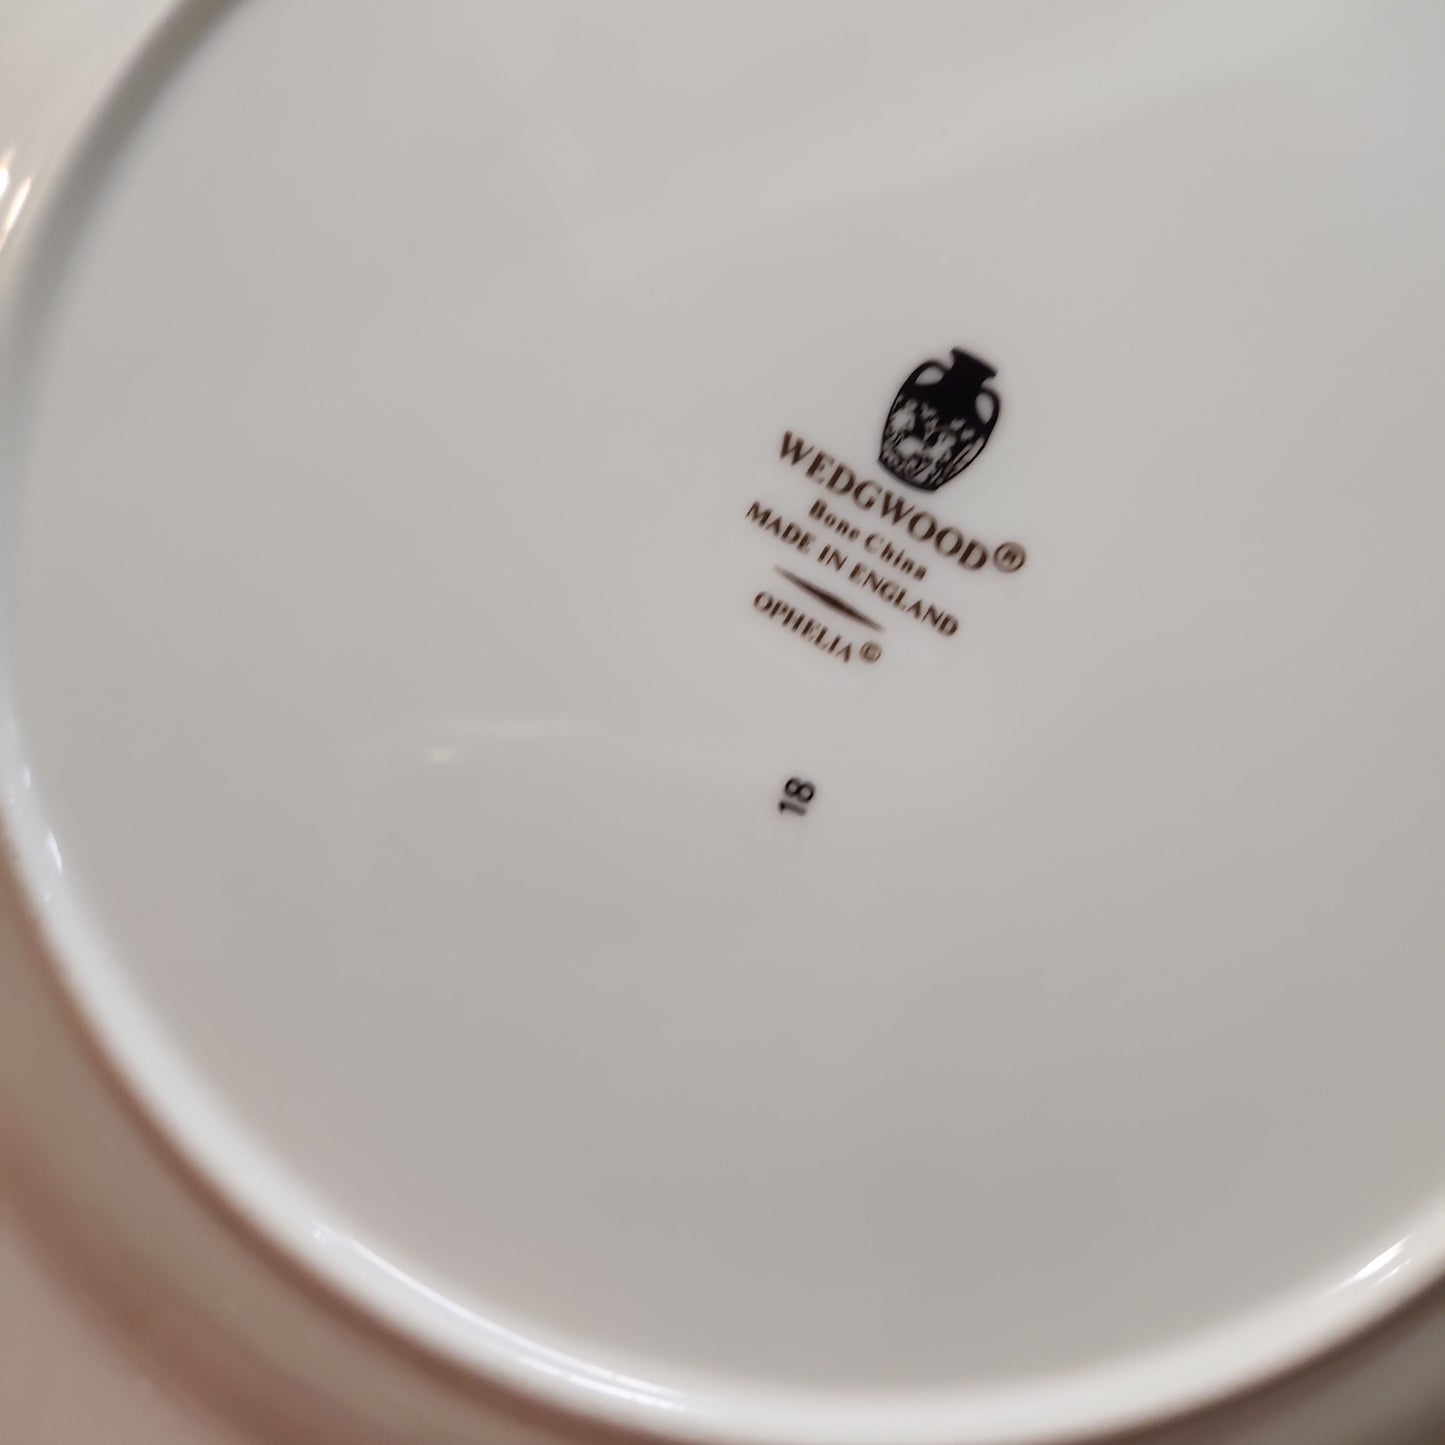 WEDGWOOD®
Bone China
MADE IN ENGLAND
OPHELIA©
18